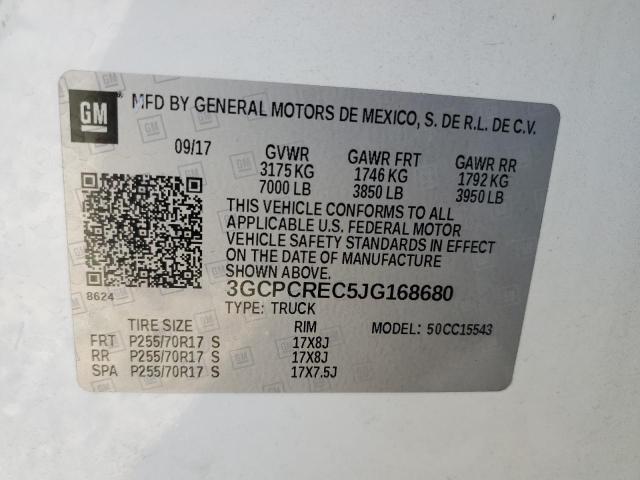 GM
MFD BY GENERAL MOTORS DE MEXICO, S. DE R.L. DE C.V.
09/17
GVWR GAWR FRT GAWR RR
3175 KG 1746 KG 1792 KG
7000 LB 3850 LB 3950 LB
THIS VEHICLE CONFORMS TO ALL
APPLICABLE U.S. FEDERAL MOTOR
VEHICLE SAFETY STANDARDS IN EFFECT
ON THE DATE OF MANUFACTURE
SHOWN ABOVE.
8624
3GCPCREC5JG168680
TYPE: TRUCK
TIRE SIZE RIM MODEL: 50CC15543
FRT P255/70R17 S 17X8J
RR P255/70R17 S 17X8J
SPA P255/70R17 S 17X7.5J